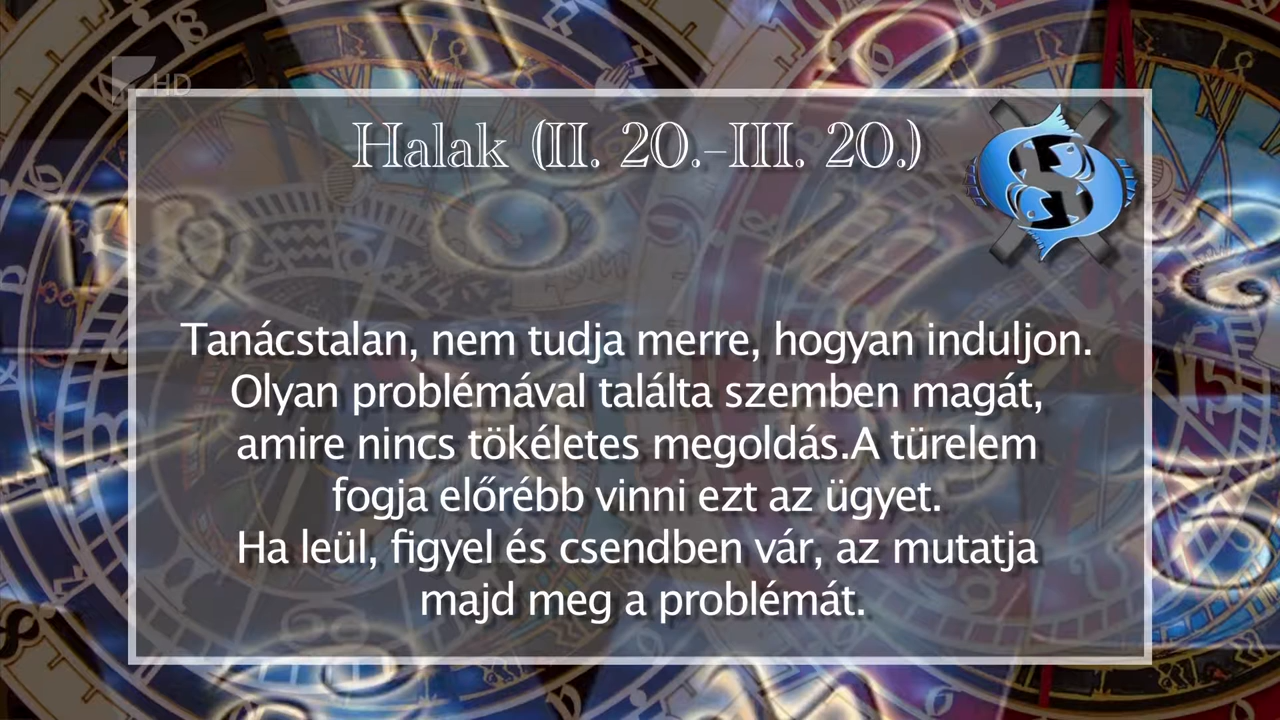 HD
Halak (II. 20.-III. 20.)
Tanácstalan, nem tudja merre, hogyan induljon.
Olyan problémával találta szemben magát,
amire nincs tökéletes megoldás.A türelem
fogja előrébb vinni ezt az ügyet.
Ha leül, figyel és csendben vár, az mutatja
majd meg a problémát.